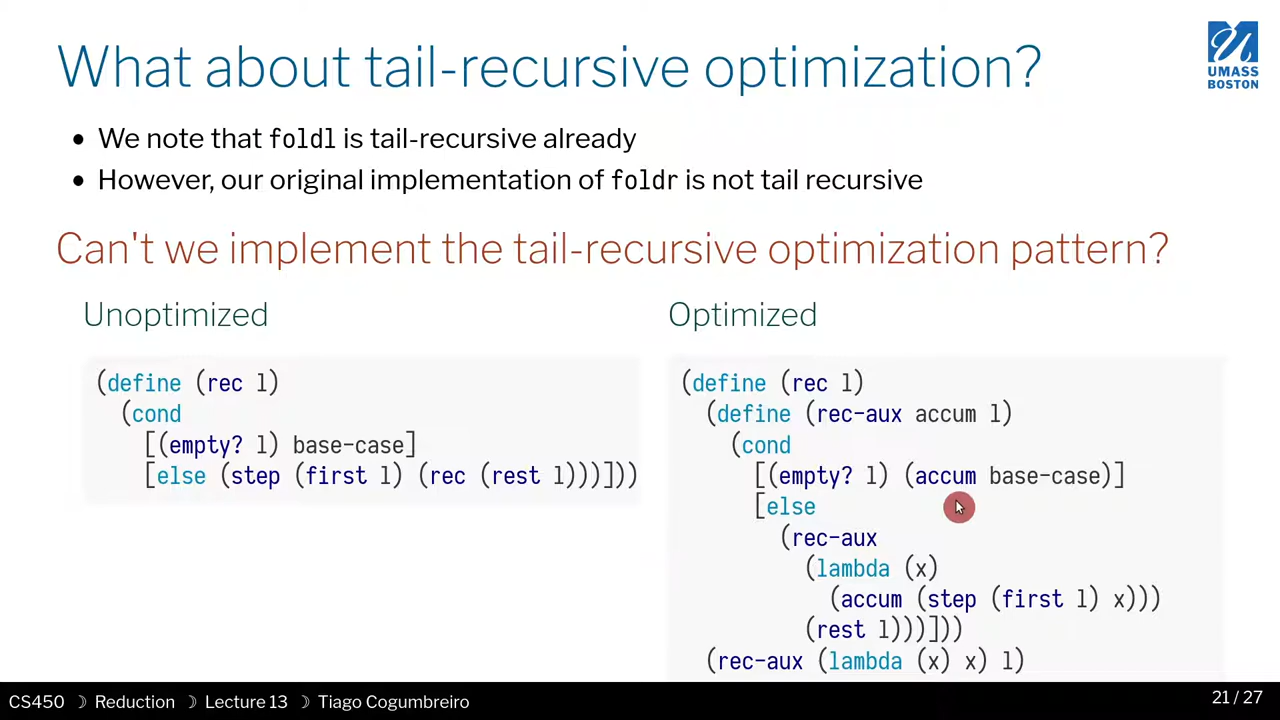 What about tail-recursive optimization?
UMASS
BOSTON
• We note that foldl is tail-recursive already
• However, our original implementation of foldr is not tail recursive
Can't we implement the tail-recursive optimization pattern?
Unoptimized
(define (rec l)
  (cond
    [(empty? l) base-case]
    [else (step (first l) (rec (rest l)))]))
Optimized
(define (rec l)
  (define (rec-aux accum l)
    (cond
      [(empty? l) (accum base-case)]
      [else
        (rec-aux
          (lambda (x)
            (accum (step (first l) x)))
          (rest l)))]))
  (rec-aux (lambda (x) x) l)
CS450 ☽ Reduction ☽ Lecture 13 ☽ Tiago Cogumbreiro
21 / 27